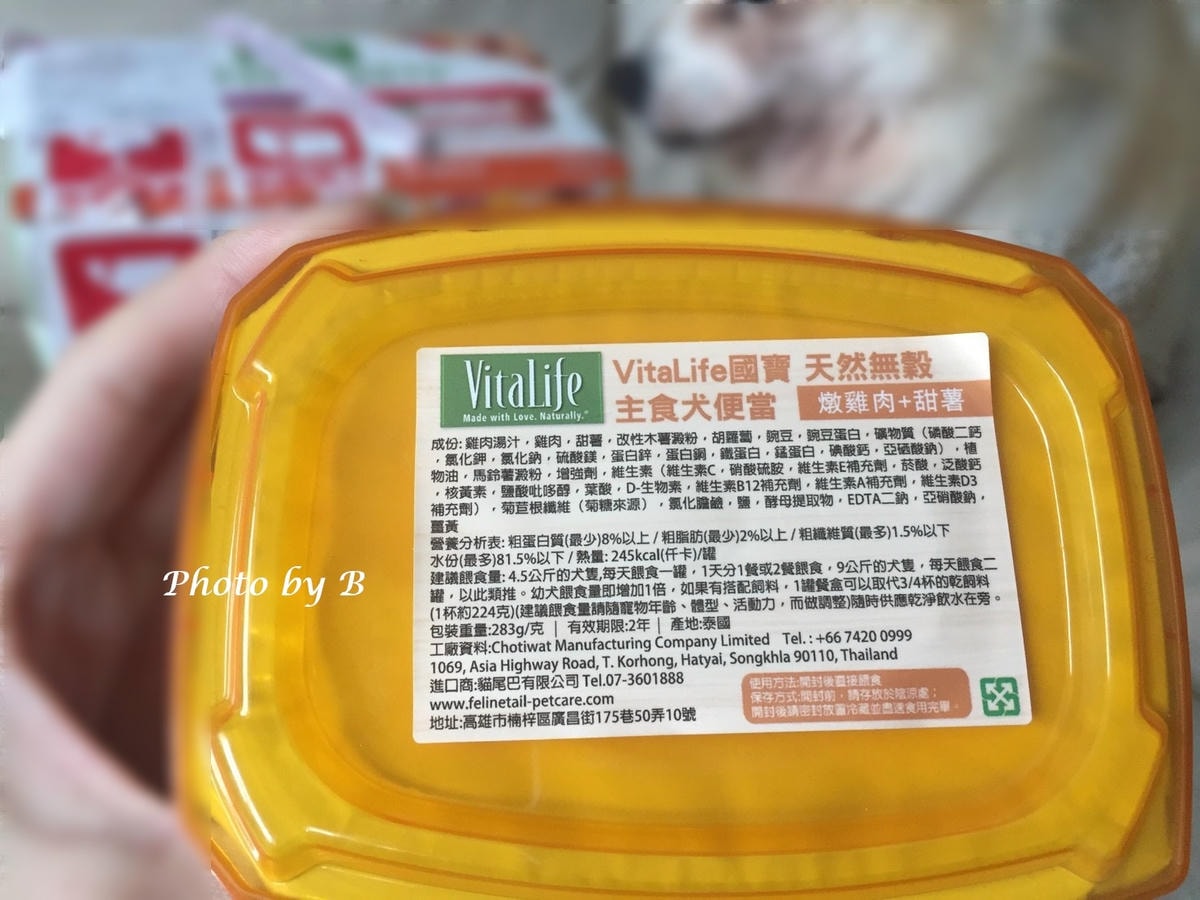 VitaLife
Made with Love. Naturally.®
VitaLife國寶 天然無穀
主食犬便當
燉雞肉+甜薯
成份: 雞肉湯汁，雞肉，甜薯，改性木薯澱粉，胡蘿蔔，豌豆，豌豆蛋白，礦物質（磷酸二鈣
，氯化鉀，氯化鈉，硫酸鎂，蛋白鋅，蛋白銅，鐵蛋白，錳蛋白，碘酸鈣，亞硒酸鈉），植
物油，馬鈴薯澱粉，增強劑，維生素（維生素C，硝酸硫胺，維生素E補充劑，菸酸，泛酸鈣
，核黃素，鹽酸吡哆醇，葉酸，D-生物素，維生素B12補充劑，維生素A補充劑，維生素D3
補充劑），菊苣根纖維（菊糖來源），氯化膽鹼，鹽，酵母提取物，EDTA二鈉，亞硝酸鈉，
薑黃
營養分析表: 粗蛋白質(最少)8%以上 / 粗脂肪(最少)2%以上 / 粗纖維質(最多)1.5%以下
水份(最多)81.5%以下 / 熱量: 245kcal(仟卡)/罐
建議餵食量: 4.5公斤的犬隻,每天餵食一罐，1天分1餐或2餐餵食，9公斤的犬隻，每天餵食二
罐，以此類推。幼犬餵食量即增加1倍，如果有搭配飼料，1罐餐盒可以取代3/4杯的乾飼料
(1杯約224克)(建議餵食量請隨寵物年齡、體型、活動力，而做調整)隨時供應乾淨飲水在旁。
包裝重量:283g/克 ｜ 有效期限:2年｜ 產地:泰國
工廠資料:Chotiwat Manufacturing Company Limited Tel. : +66 7420 0999
1069, Asia Highway Road, T. Korhong, Hatyai, Songkhla 90110, Thailand
進口商:貓尾巴有限公司 Tel.07-3601888
www.felinetail-petcare.com
地址:高雄市楠梓區廣昌街175巷50弄10號
使用方法:開封後直接餵食
保存方式:開封前，請存放於陰涼處；
開封後請密封放置冷藏並盡速食用完畢。
Photo by B